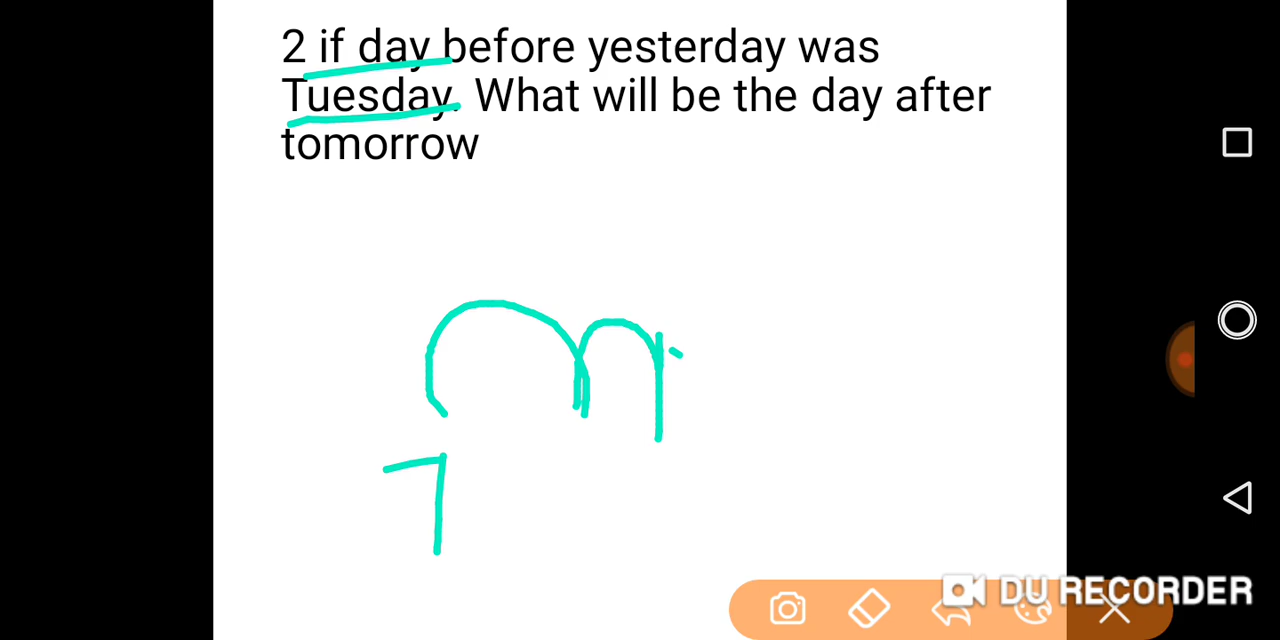 2 if day before yesterday was
Tuesday. What will be the day after
tomorrow
DU RECORDER